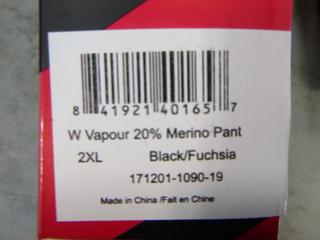 8 41921 40165 7
W Vapour 20% Merino Pant
2XL Black/Fuchsia
171201-1090-19
Made in China /Fait en Chine